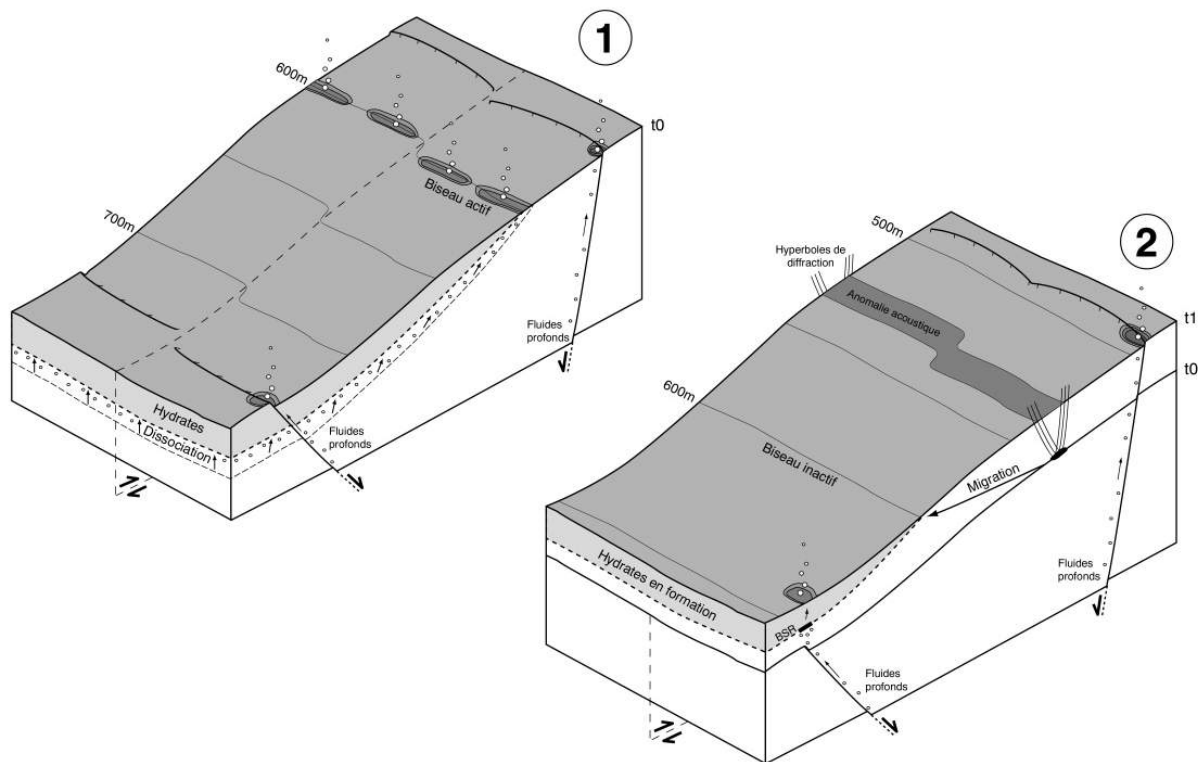 1
600m
t0
Biseau actif
700m
Fluides
profonds
Hydrates
Dissociation
Fluides
profonds
2
500m
Hyperboles de
diffraction
Anomalie acoustique
t1
t0
600m
Biseau inactif
Migration
Hydrates en formation
BSR
Fluides
profonds
Fluides
profonds